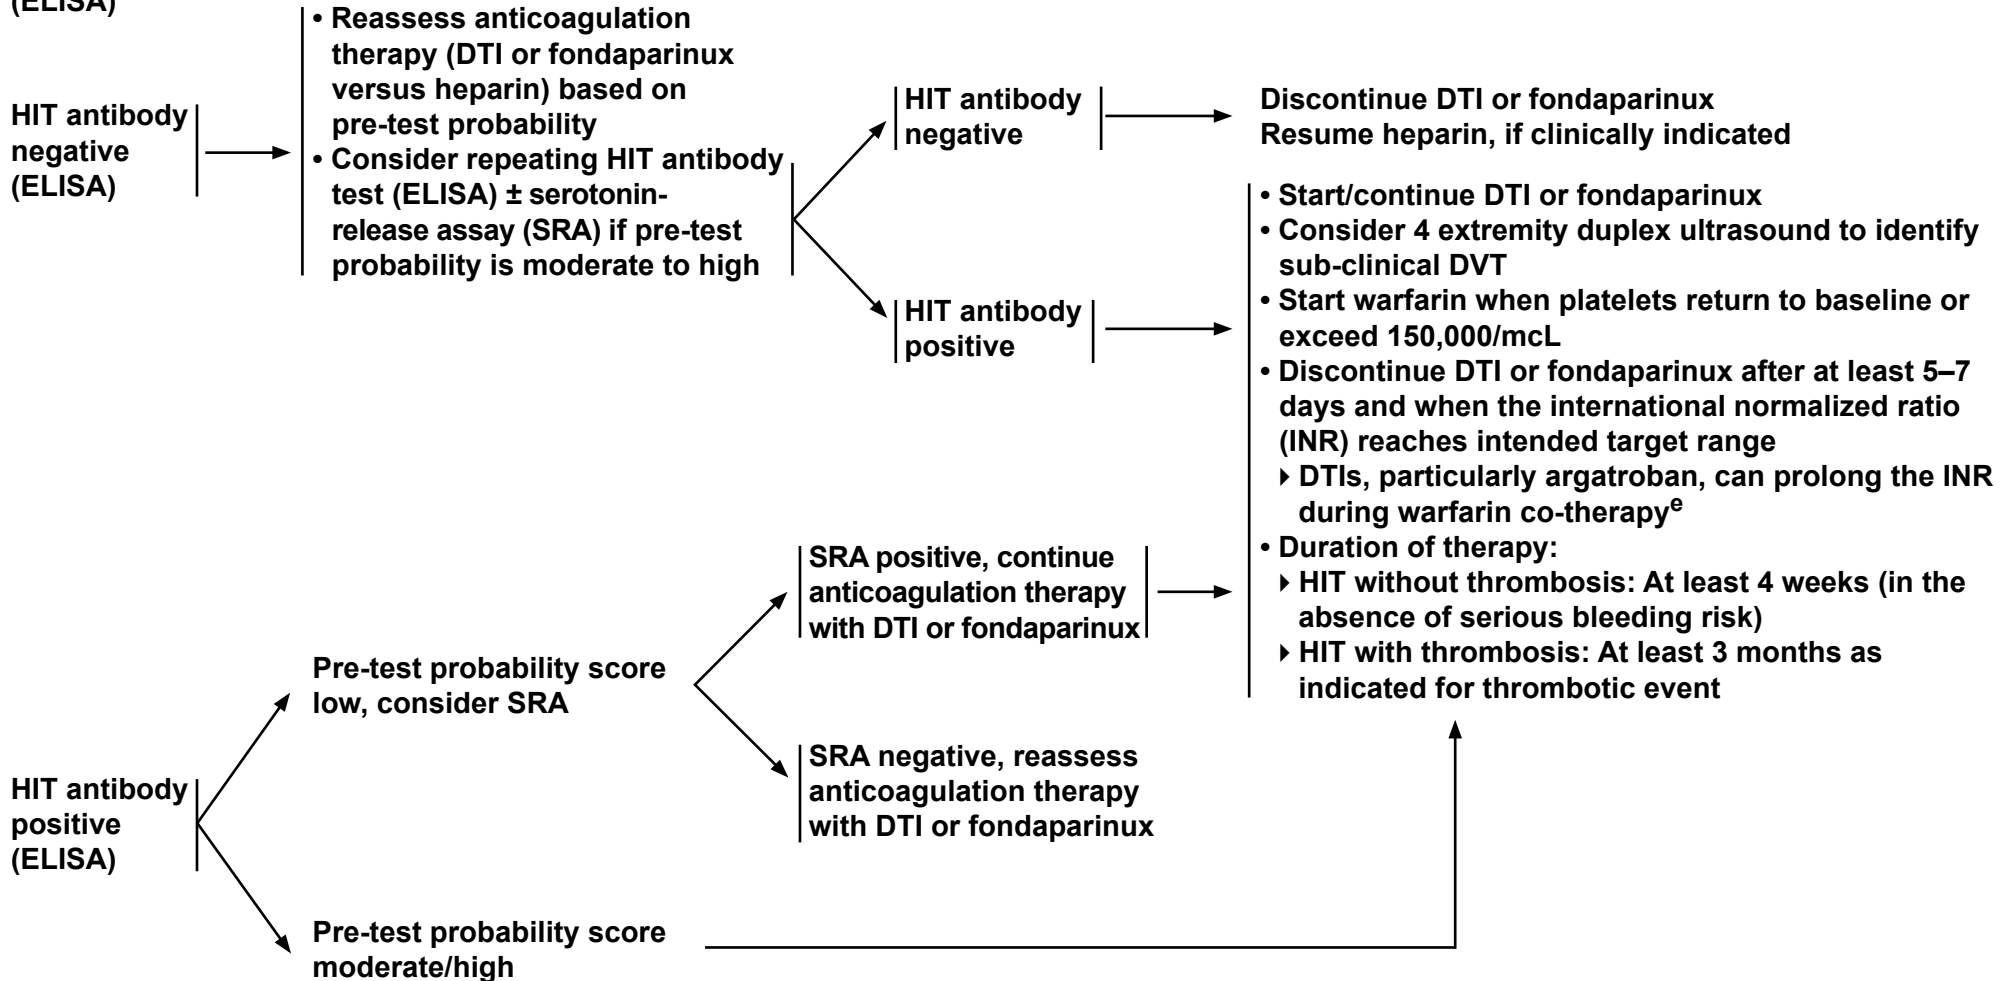 (ELISA)
HIT antibody
negative
(ELISA)
• Reassess anticoagulation
therapy (DTI or fondaparinux
versus heparin) based on
pre-test probability
• Consider repeating HIT antibody
test (ELISA) ± serotonin-
release assay (SRA) if pre-test
probability is moderate to high
HIT antibody
negative
Discontinue DTI or fondaparinux
Resume heparin, if clinically indicated
HIT antibody
positive
• Start/continue DTI or fondaparinux
• Consider 4 extremity duplex ultrasound to identify
sub-clinical DVT
• Start warfarin when platelets return to baseline or
exceed 150,000/mcL
• Discontinue DTI or fondaparinux after at least 5–7
days and when the international normalized ratio
(INR) reaches intended target range
▸ DTIs, particularly argatroban, can prolong the INR
during warfarin co-therapyᵉ
• Duration of therapy:
▸ HIT without thrombosis: At least 4 weeks (in the
absence of serious bleeding risk)
▸ HIT with thrombosis: At least 3 months as
indicated for thrombotic event
HIT antibody
positive
(ELISA)
Pre-test probability score
low, consider SRA
SRA positive, continue
anticoagulation therapy
with DTI or fondaparinux
SRA negative, reassess
anticoagulation therapy
with DTI or fondaparinux
Pre-test probability score
moderate/high